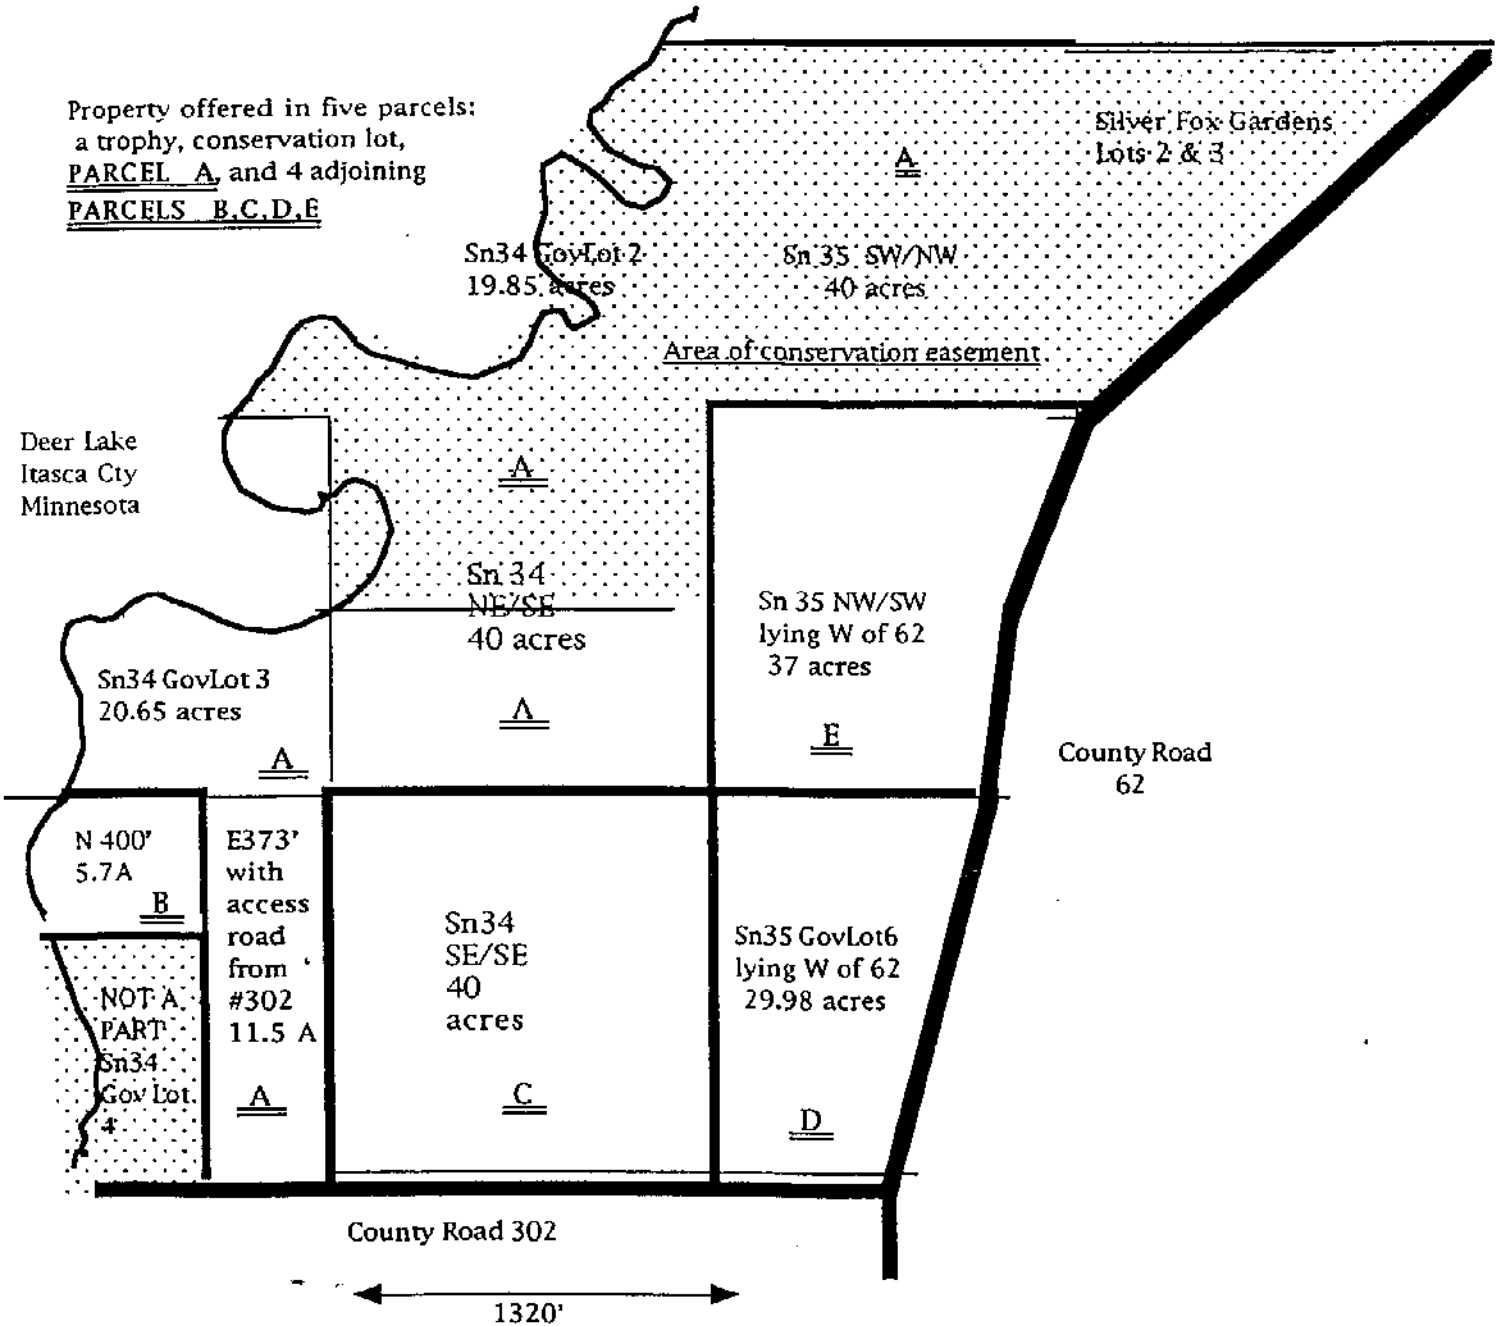 Property offered in five parcels:
a trophy, conservation lot,
PARCEL A, and 4 adjoining
PARCELS B,C,D,E
Silver Fox Gardens
Lots 2 & 3
A
Sn34 GovLot 2
19.85 acres
Sn 35 SW/NW
40 acres
Area of conservation easement
Deer Lake
Itasca Cty
Minnesota
A
Sn 34
NE/SE
40 acres
A
Sn 35 NW/SW
lying W of 62
37 acres
E
Sn34 GovLot 3
20.65 acres
A
County Road
62
N 400'
5.7A
B
E373'
with
access
road
from
#302
11.5 A
A
Sn34
SE/SE
40
acres
C
Sn35 GovLot6
lying W of 62
29.98 acres
D
NOT A
PART
Sn34
Gov Lot
4
County Road 302
1320'